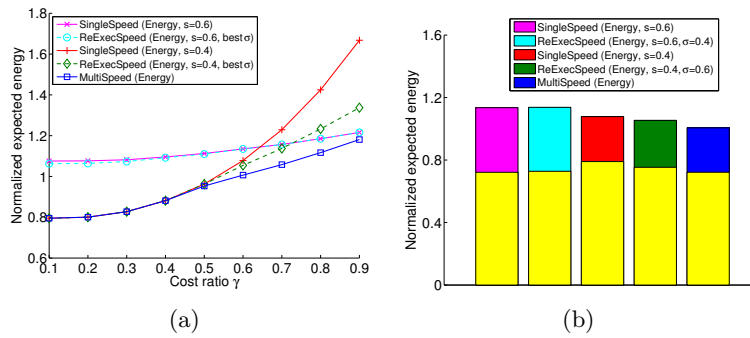 1.8
1.6
1.4
1.2
1
0.8
0.6
0.1 0.2 0.3 0.4 0.5 0.6 0.7 0.8 0.9
Cost ratio γ
Normalized expected energy
SingleSpeed (Energy, s=0.6)
ReExecSpeed (Energy, s=0.6, best σ)
SingleSpeed (Energy, s=0.4)
ReExecSpeed (Energy, s=0.4, best σ)
MultiSpeed (Energy)
(a)
1.6
1.2
0.8
0.4
0
Normalized expected energy
SingleSpeed (Energy, s=0.6)
ReExecSpeed (Energy, s=0.6, σ=0.4)
SingleSpeed (Energy, s=0.4)
ReExecSpeed (Energy, s=0.4, σ=0.6)
MultiSpeed (Energy)
(b)